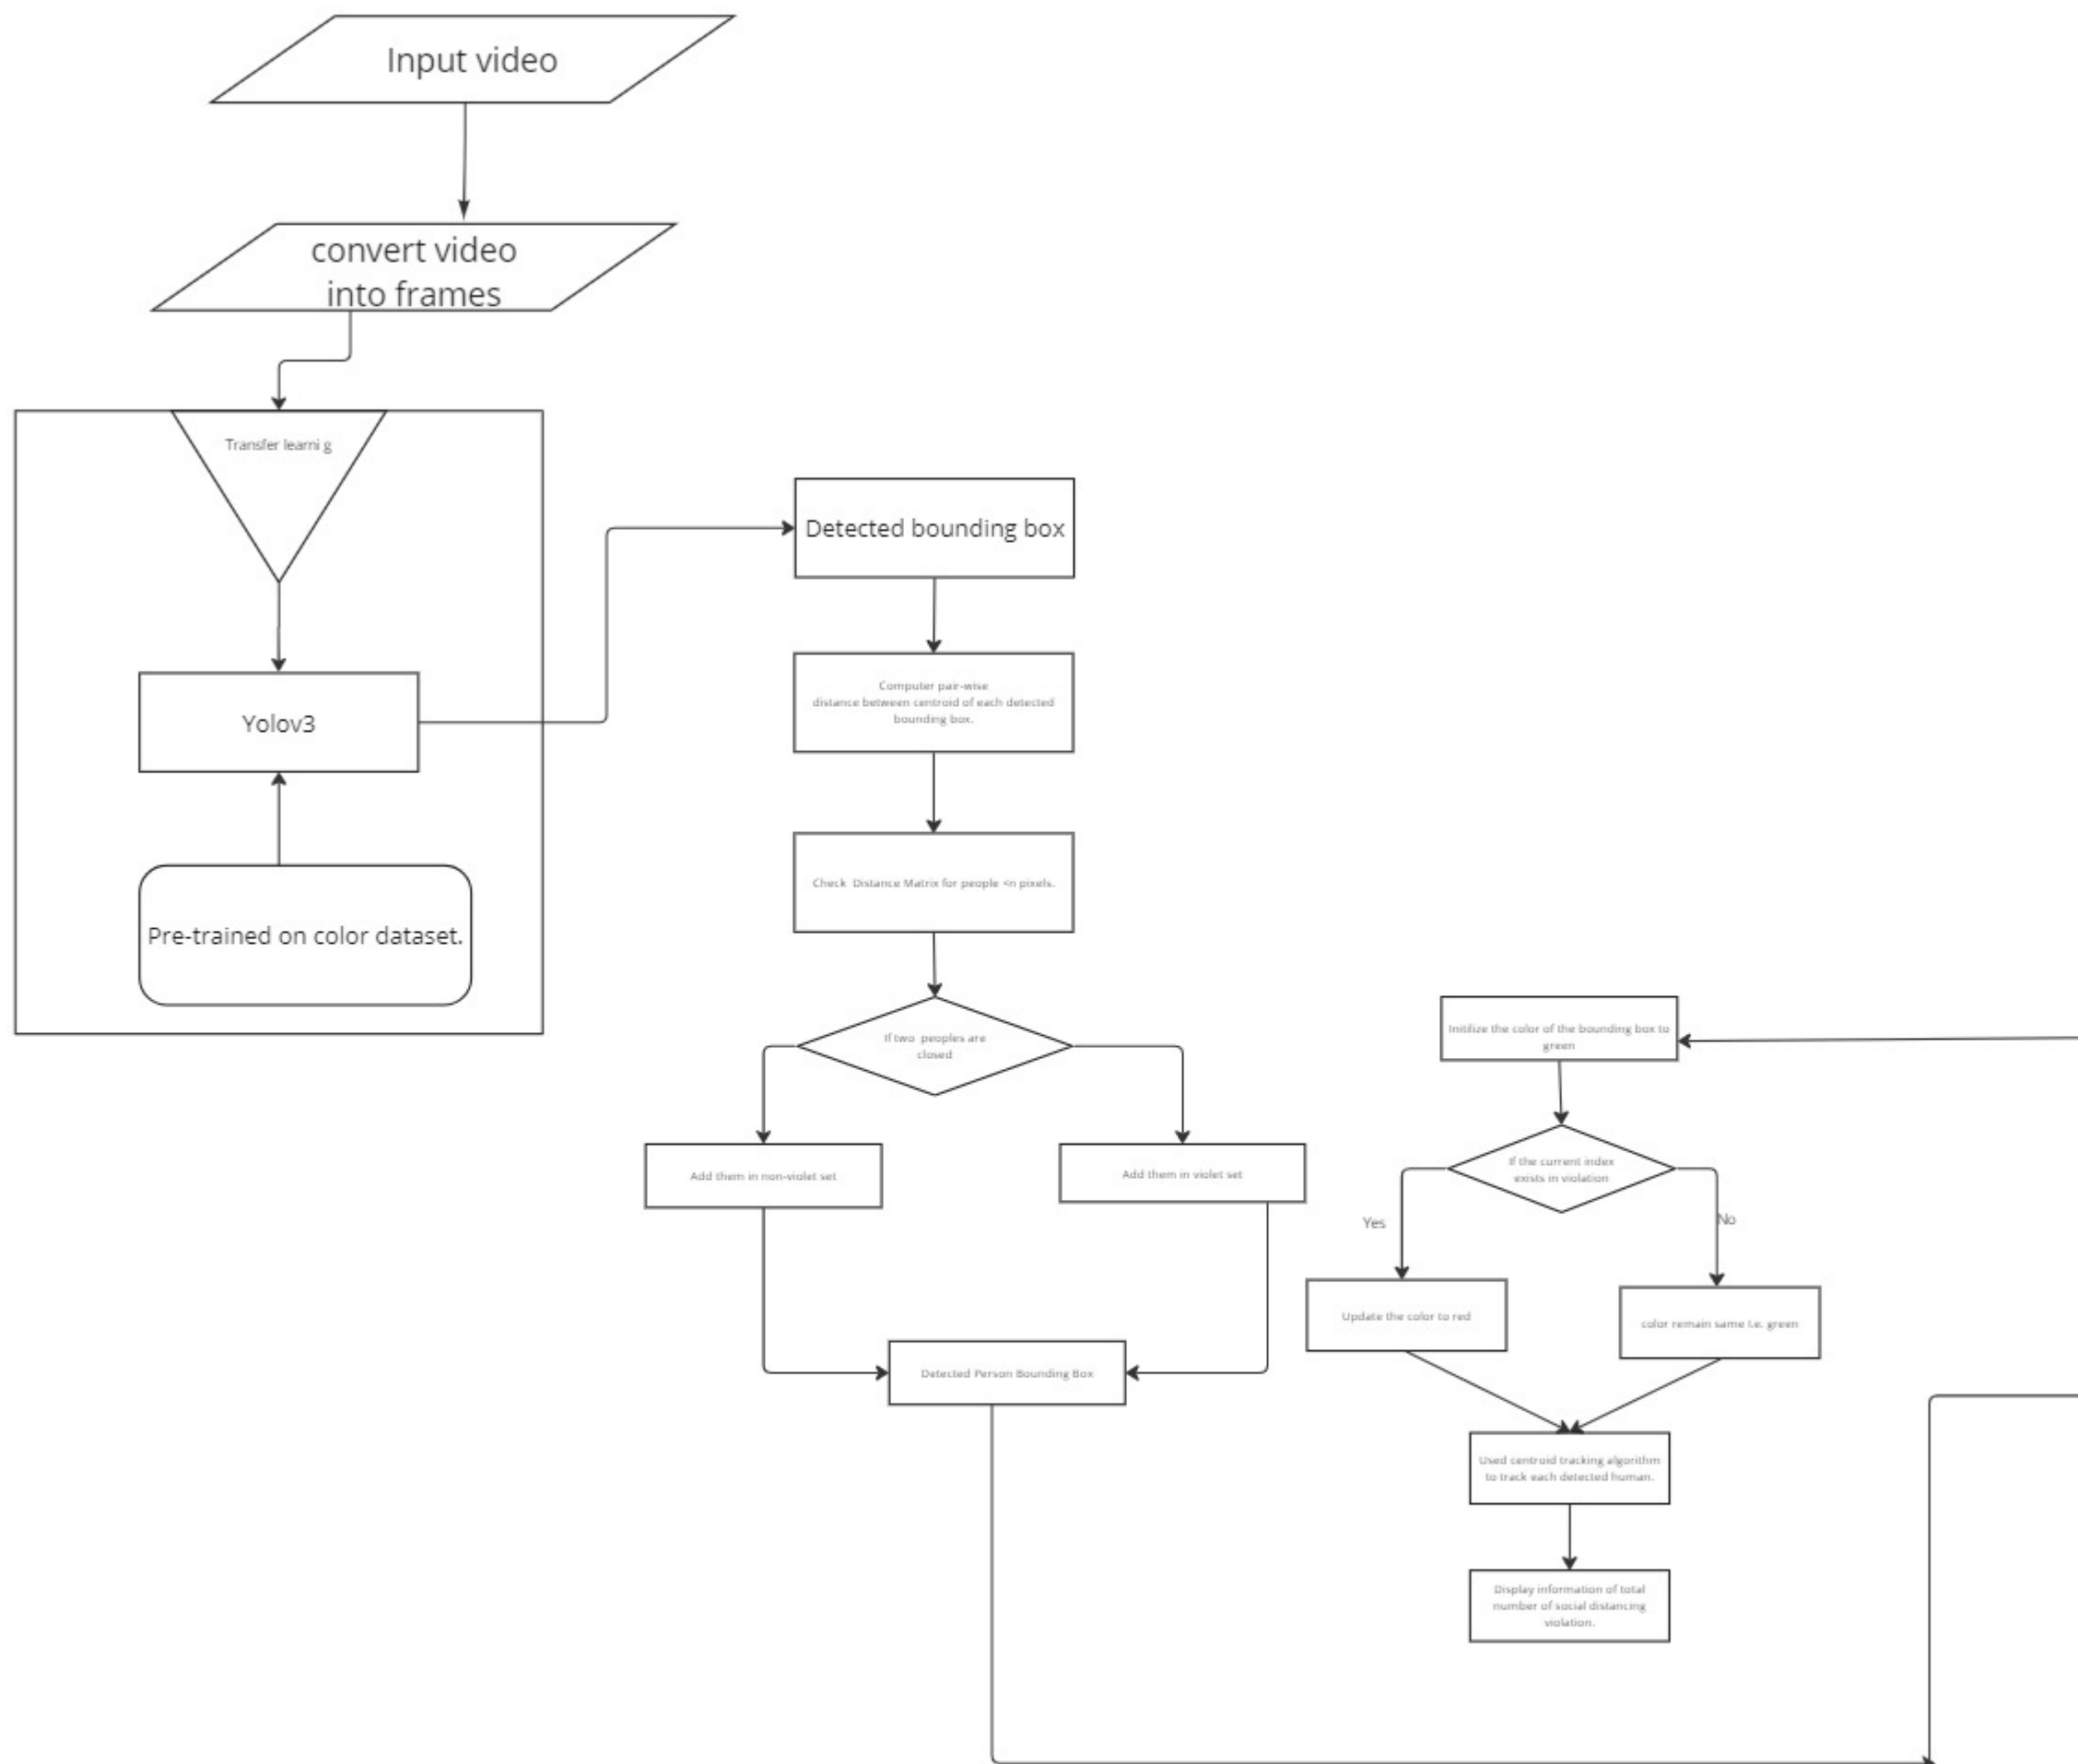 Input video
convert video
into frames
Transfer learni g
Yolov3
Pre-trained on color dataset.
Detected bounding box
Computer pair-wise
distance between centroid of each detected
bounding box.
Check  Distance Matrix for people <n pixels.
If two  peoples are
closed
Add them in non-violet set
Add them in violet set
Detected Person Bounding Box
Initilize the color of the bounding box to
green
If the current index
exists in violation
Yes
No
Update the color to red
color remain same i.e. green
Used centroid tracking algorithm
to track each detected human.
Display information of total
number of social distancing
violation.